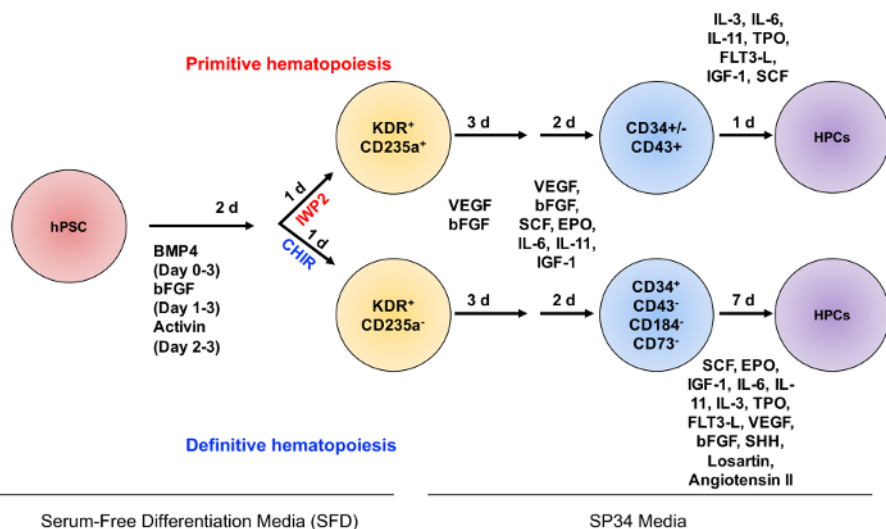 IL-3, IL-6,
IL-11, TPO,
FLT3-L,
IGF-1, SCF
Primitive hematopoiesis
KDR+
CD235a+
3 d
2 d
CD34+/-
CD43+
1 d
HPCs
hPSC
2 d
1 d
IWP2
1 d
CHIR
BMP4
(Day 0-3)
bFGF
(Day 1-3)
Activin
(Day 2-3)
VEGF
bFGF
VEGF,
bFGF,
SCF, EPO,
IL-6, IL-11,
IGF-1
KDR+
CD235a-
3 d
2 d
CD34+
CD43-
CD184-
CD73-
7 d
HPCs
SCF, EPO,
IGF-1, IL-6, IL-
11, IL-3, TPO,
FLT3-L, VEGF,
bFGF, SHH,
Losartin,
Angiotensin II
Definitive hematopoiesis
Serum-Free Differentiation Media (SFD)
SP34 Media